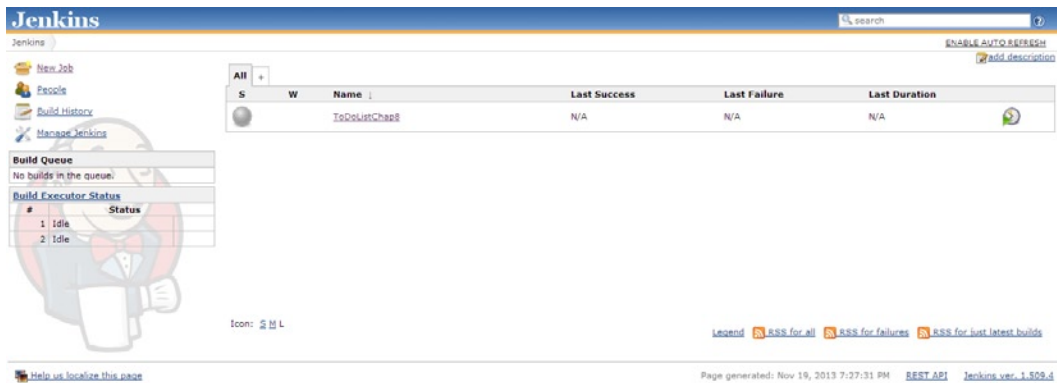 Jenkins
search
Jenkins
ENABLE AUTO REFRESH
add description
New Job
People
Build History
Manage Jenkins
All +
S W Name ↓ Last Success Last Failure Last Duration
ToDoListChap8 N/A N/A N/A
Build Queue
No builds in the queue.
Build Executor Status
# Status
1 Idle
2 Idle
Icon: S M L
Legend RSS for all RSS for failures RSS for just latest builds
Help us localize this page
Page generated: Nov 19, 2013 7:27:31 PM REST API Jenkins ver. 1.509.4